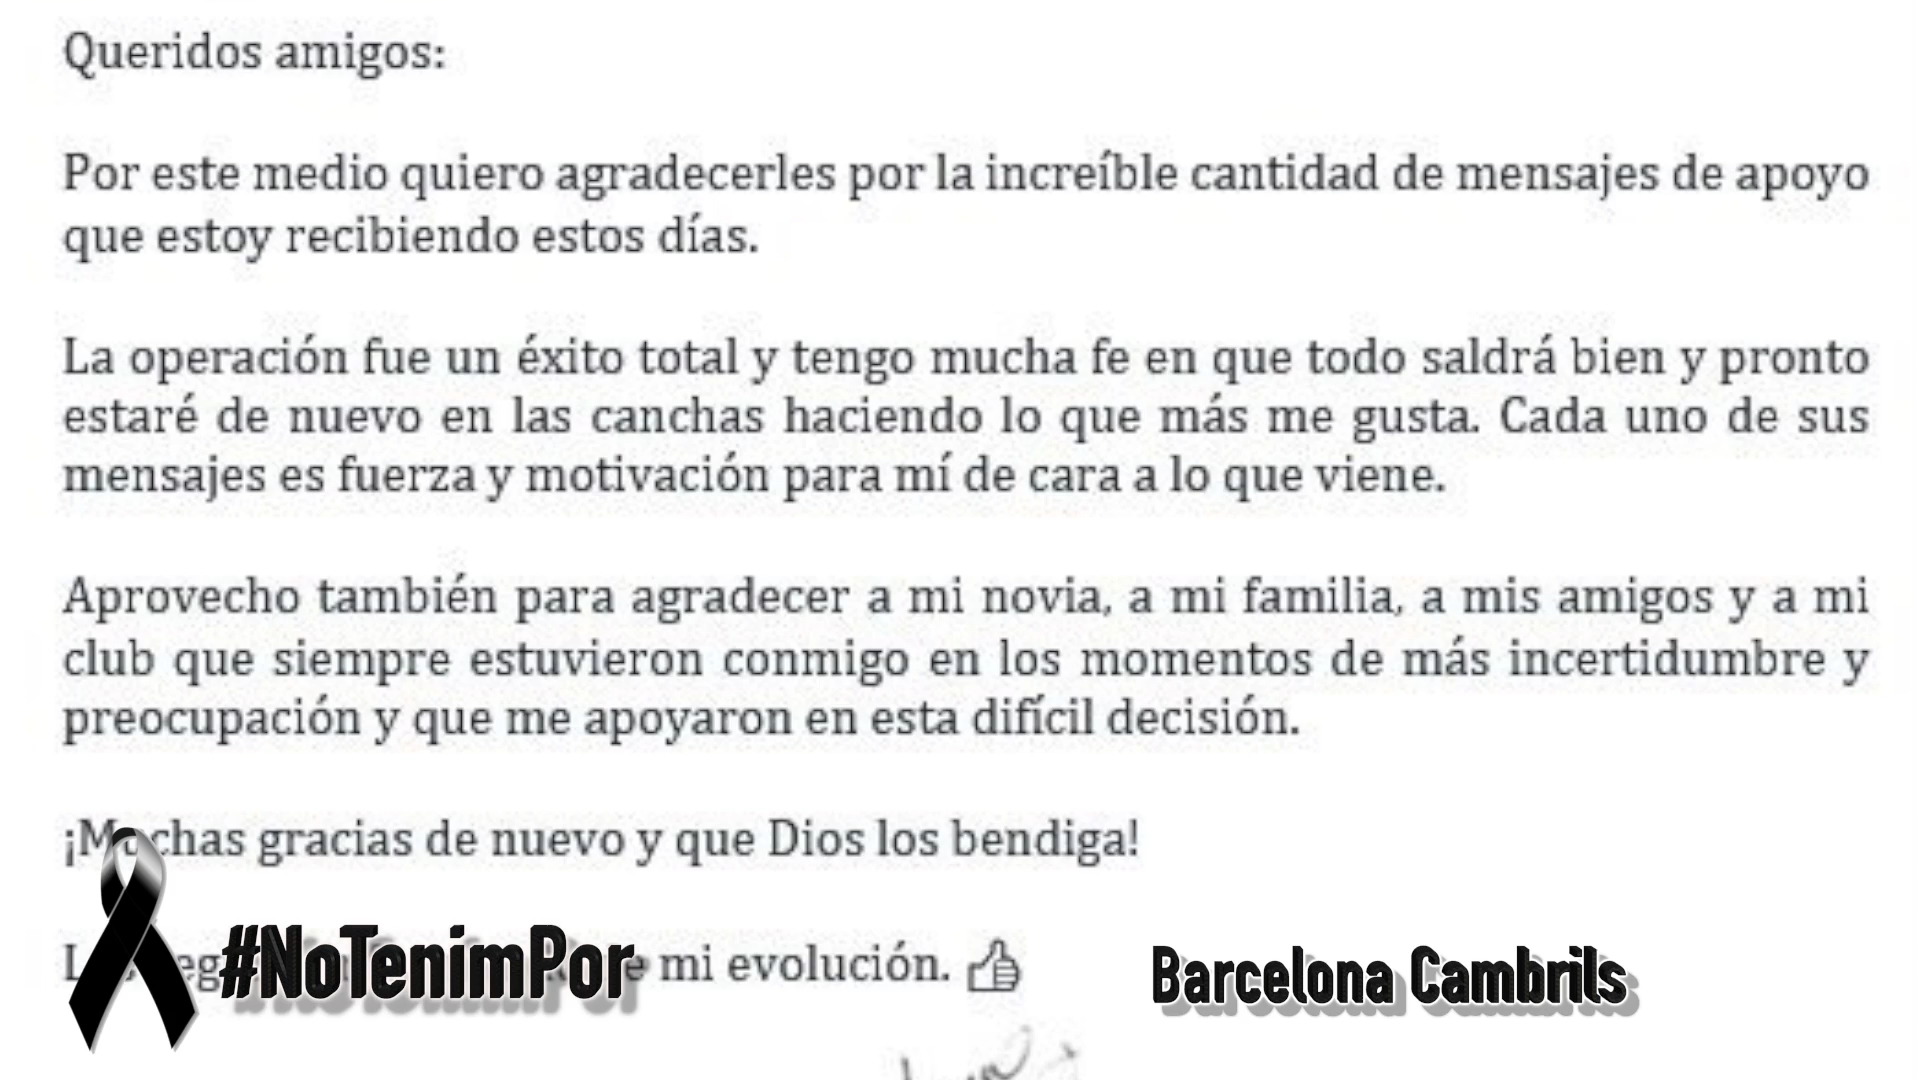 Queridos amigos:
Por este medio quiero agradecerles por la increíble cantidad de mensajes de apoyo
que estoy recibiendo estos días.
La operación fue un éxito total y tengo mucha fe en que todo saldrá bien y pronto
estaré de nuevo en las canchas haciendo lo que más me gusta. Cada uno de sus
mensajes es fuerza y motivación para mí de cara a lo que viene.
Aprovecho también para agradecer a mi novia, a mi familia, a mis amigos y a mi
club que siempre estuvieron conmigo en los momentos de más incertidumbre y
preocupación y que me apoyaron en esta difícil decisión.
¡Muchas gracias de nuevo y que Dios los bendiga!
mi evolución.
#NoTenimPor
Barcelona Cambrils